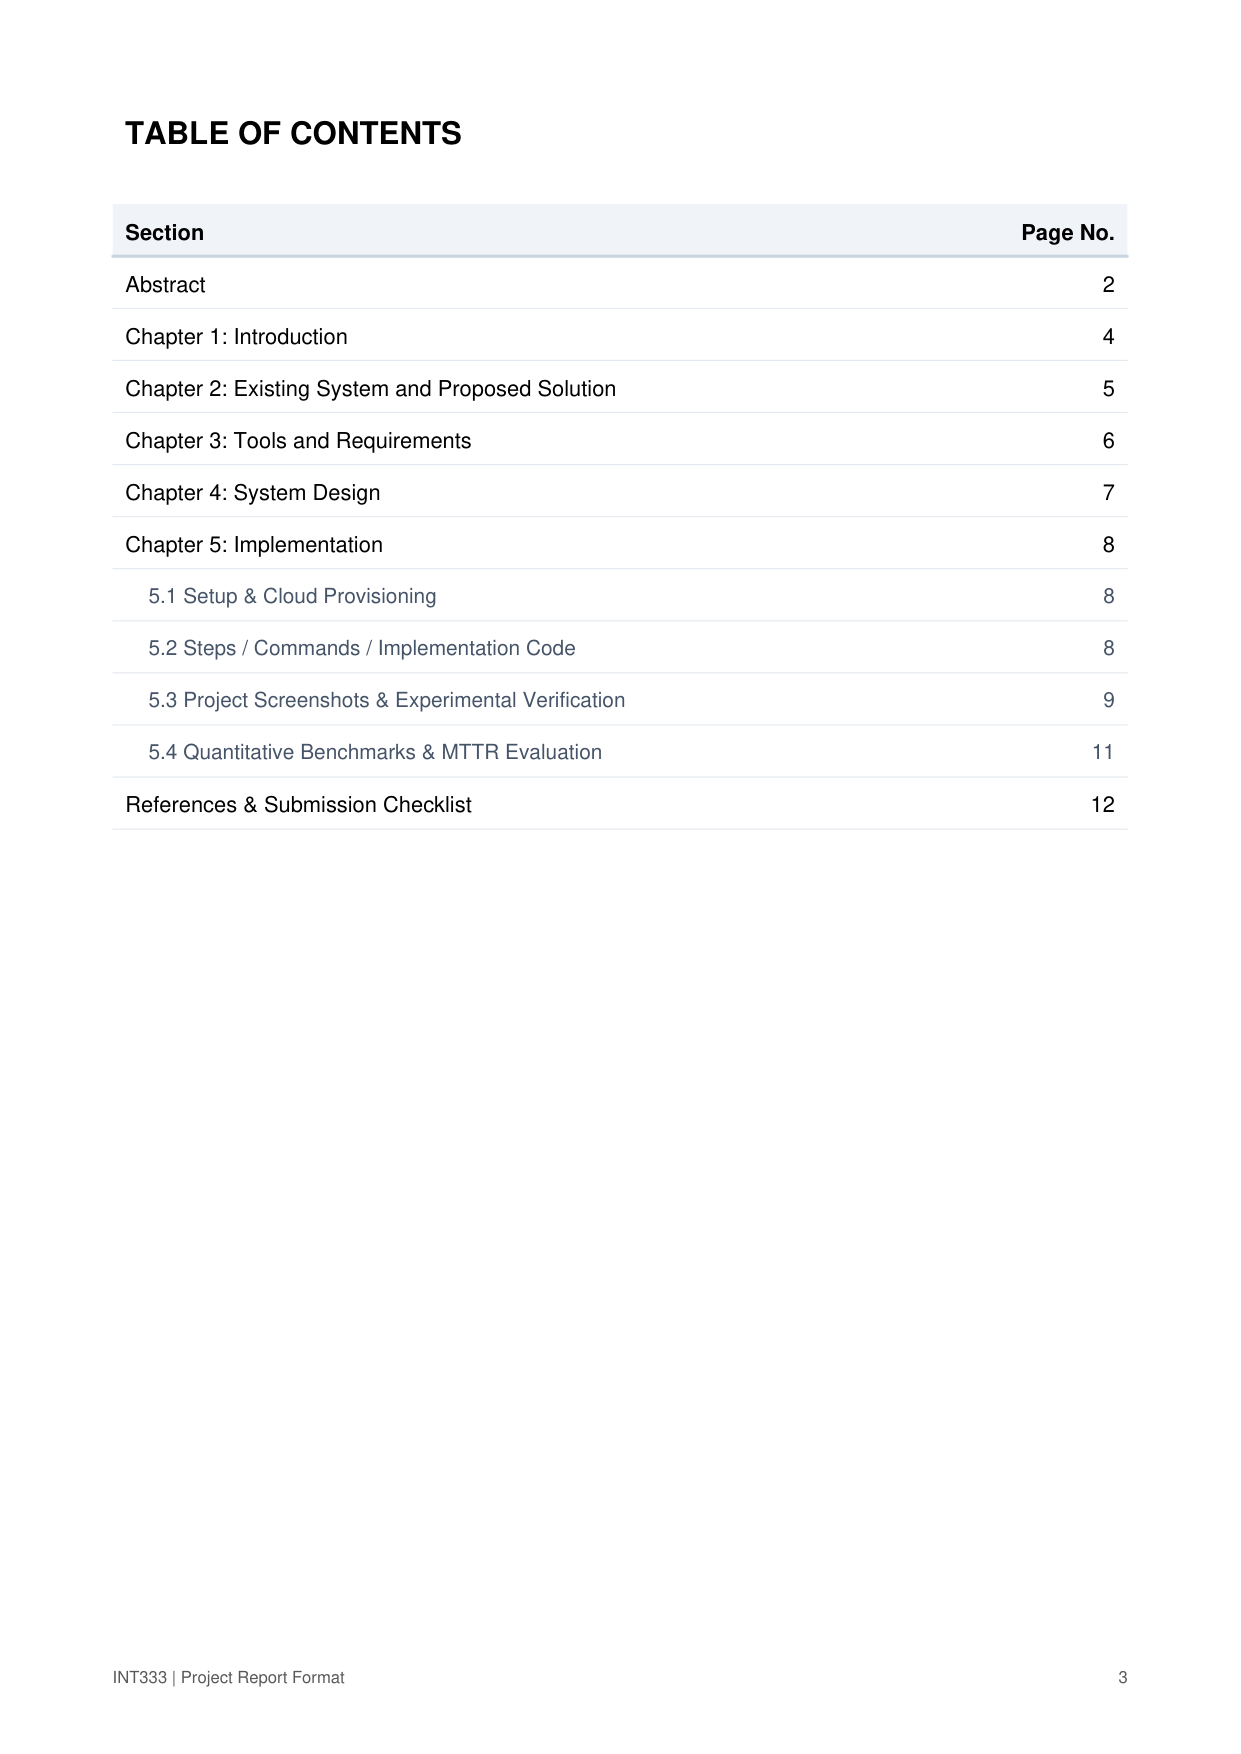 TABLE OF CONTENTS
Section Page No.
Abstract 2
Chapter 1: Introduction 4
Chapter 2: Existing System and Proposed Solution 5
Chapter 3: Tools and Requirements 6
Chapter 4: System Design 7
Chapter 5: Implementation 8
5.1 Setup & Cloud Provisioning 8
5.2 Steps / Commands / Implementation Code 8
5.3 Project Screenshots & Experimental Verification 9
5.4 Quantitative Benchmarks & MTTR Evaluation 11
References & Submission Checklist 12
INT333 | Project Report Format 3